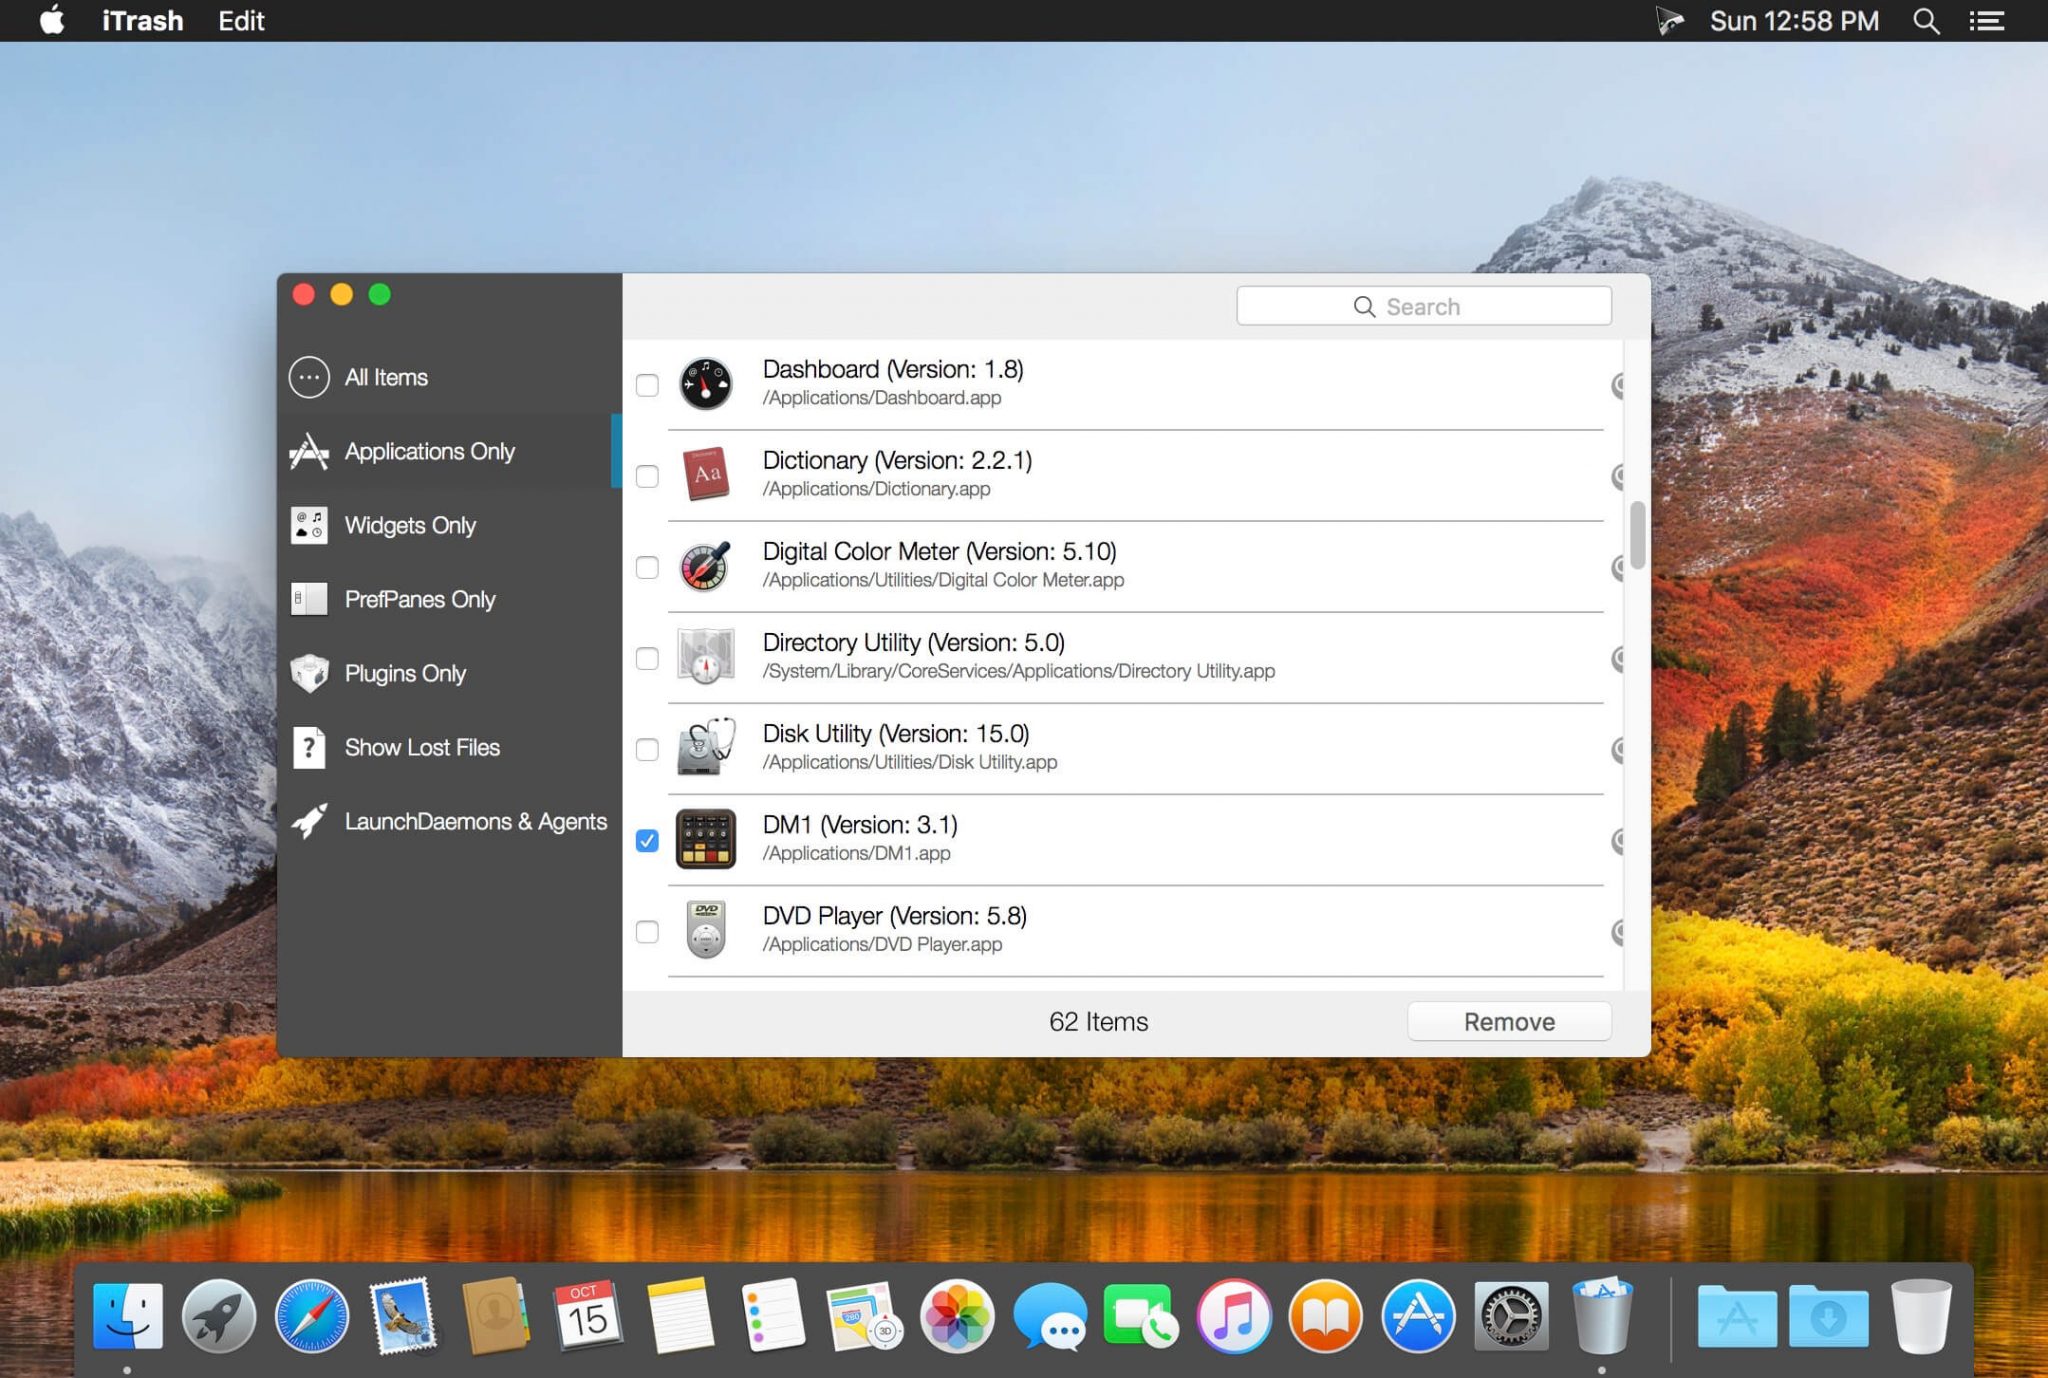 iTrash Edit Sun 12:58 PM
Search
All Items
Applications Only
Widgets Only
PrefPanes Only
Plugins Only
Show Lost Files
LaunchDaemons & Agents
Dashboard (Version: 1.8)
/Applications/Dashboard.app
Dictionary (Version: 2.2.1)
/Applications/Dictionary.app
Digital Color Meter (Version: 5.10)
/Applications/Utilities/Digital Color Meter.app
Directory Utility (Version: 5.0)
/System/Library/CoreServices/Applications/Directory Utility.app
Disk Utility (Version: 15.0)
/Applications/Utilities/Disk Utility.app
DM1 (Version: 3.1)
/Applications/DM1.app
DVD Player (Version: 5.8)
/Applications/DVD Player.app
Aa
DVD
62 Items
Remove
OCT
15
280
3D